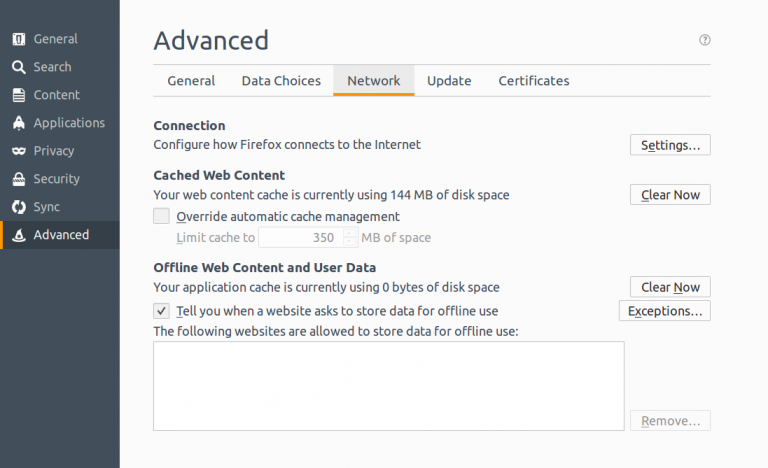 General
Search
Content
Applications
Privacy
Security
Sync
Advanced
Advanced
?
General Data Choices Network Update Certificates
Connection
Configure how Firefox connects to the Internet Settings...
Cached Web Content
Your web content cache is currently using 144 MB of disk space Clear Now
Override automatic cache management
Limit cache to 350 MB of space
Offline Web Content and User Data
Your application cache is currently using 0 bytes of disk space Clear Now
Tell you when a website asks to store data for offline use Exceptions...
The following websites are allowed to store data for offline use:
Remove...